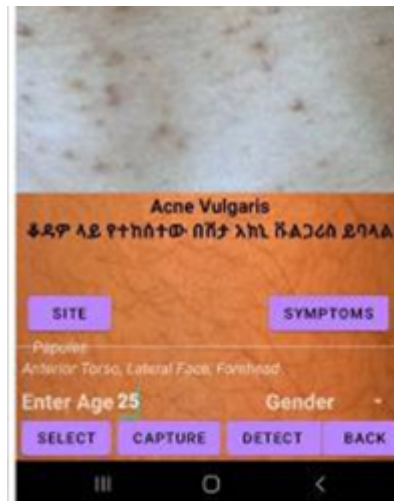 Acne Vulgaris
ቆዳዎ ላይ የተከሰተው በሽታ አክኒ ቩልጋሪስ ይባላል
SITE
SYMPTOMS
Papules
Anterior Torso, Lateral Face, Forehead
Enter Age 25
Gender
SELECT
CAPTURE
DETECT
BACK